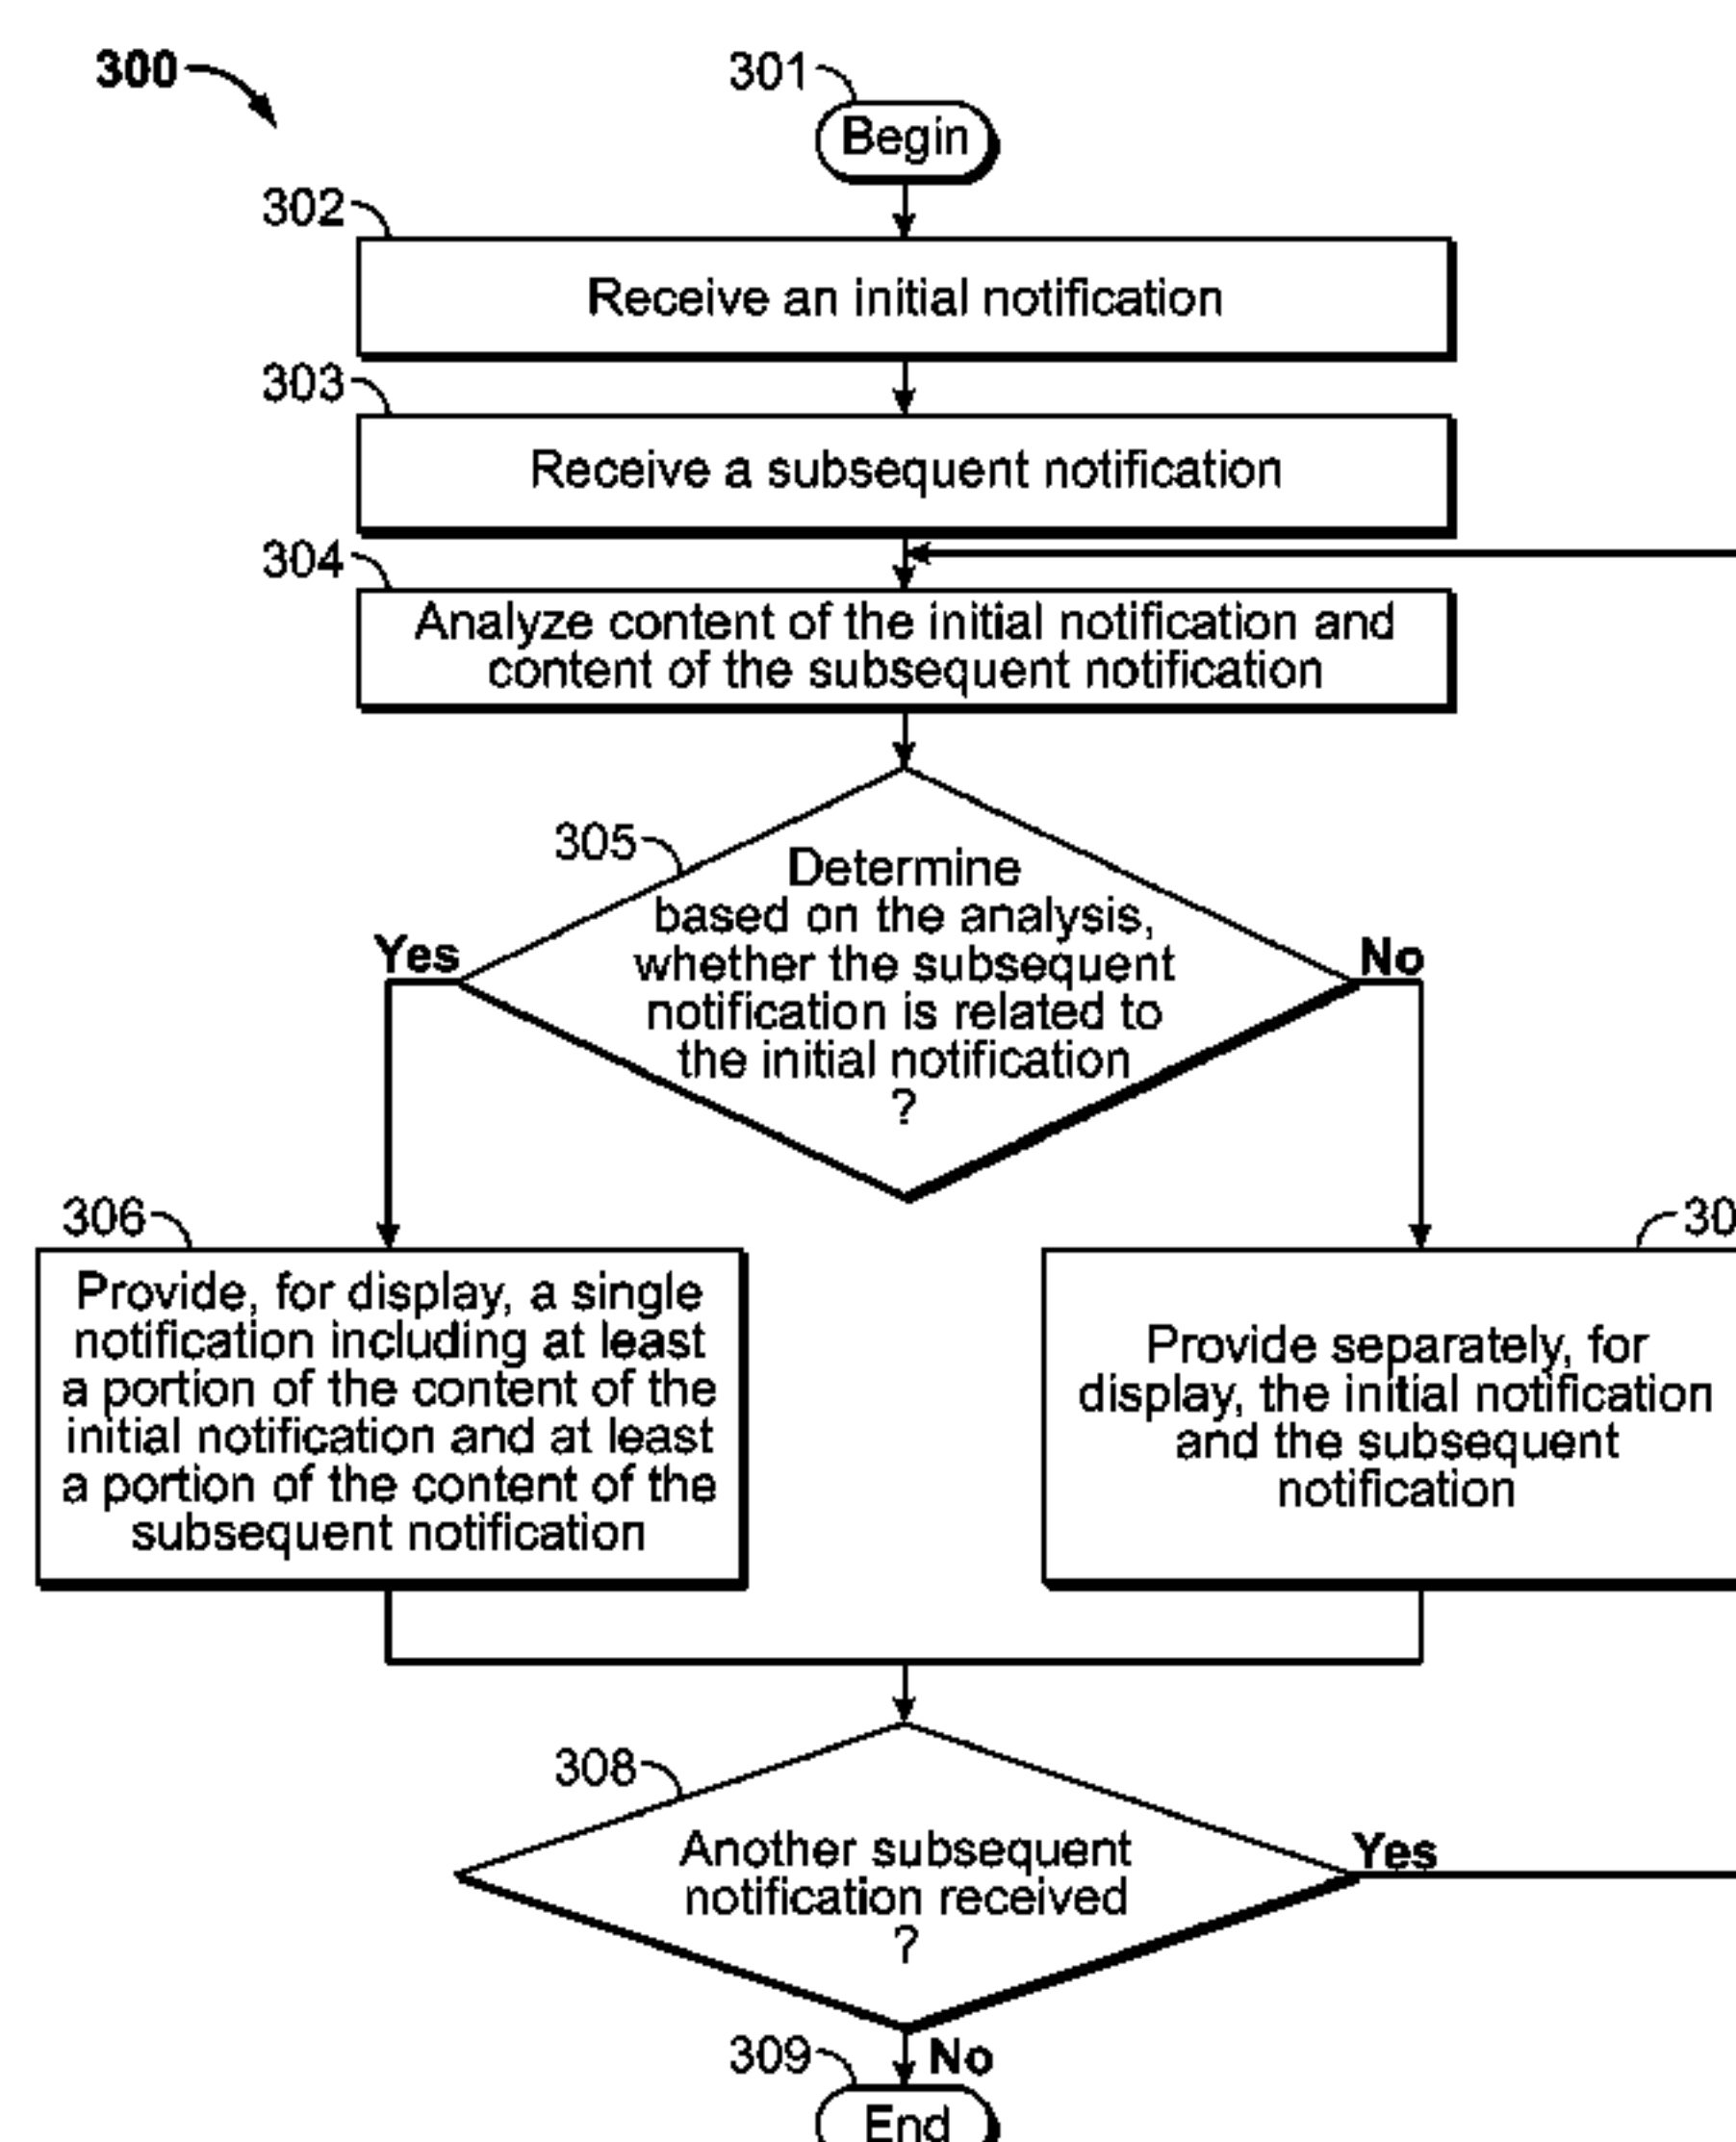 300
301
Begin
302
Receive an initial notification
303
Receive a subsequent notification
304
Analyze content of the initial notification and
content of the subsequent notification
305
Determine
based on the analysis,
whether the subsequent
notification is related to
the initial notification
?
Yes
No
306
Provide, for display, a single
notification including at least
a portion of the content of the
initial notification and at least
a portion of the content of the
subsequent notification
Provide separately, for
display, the initial notification
and the subsequent
notification
308
Another subsequent
notification received
?
Yes
No
309
End